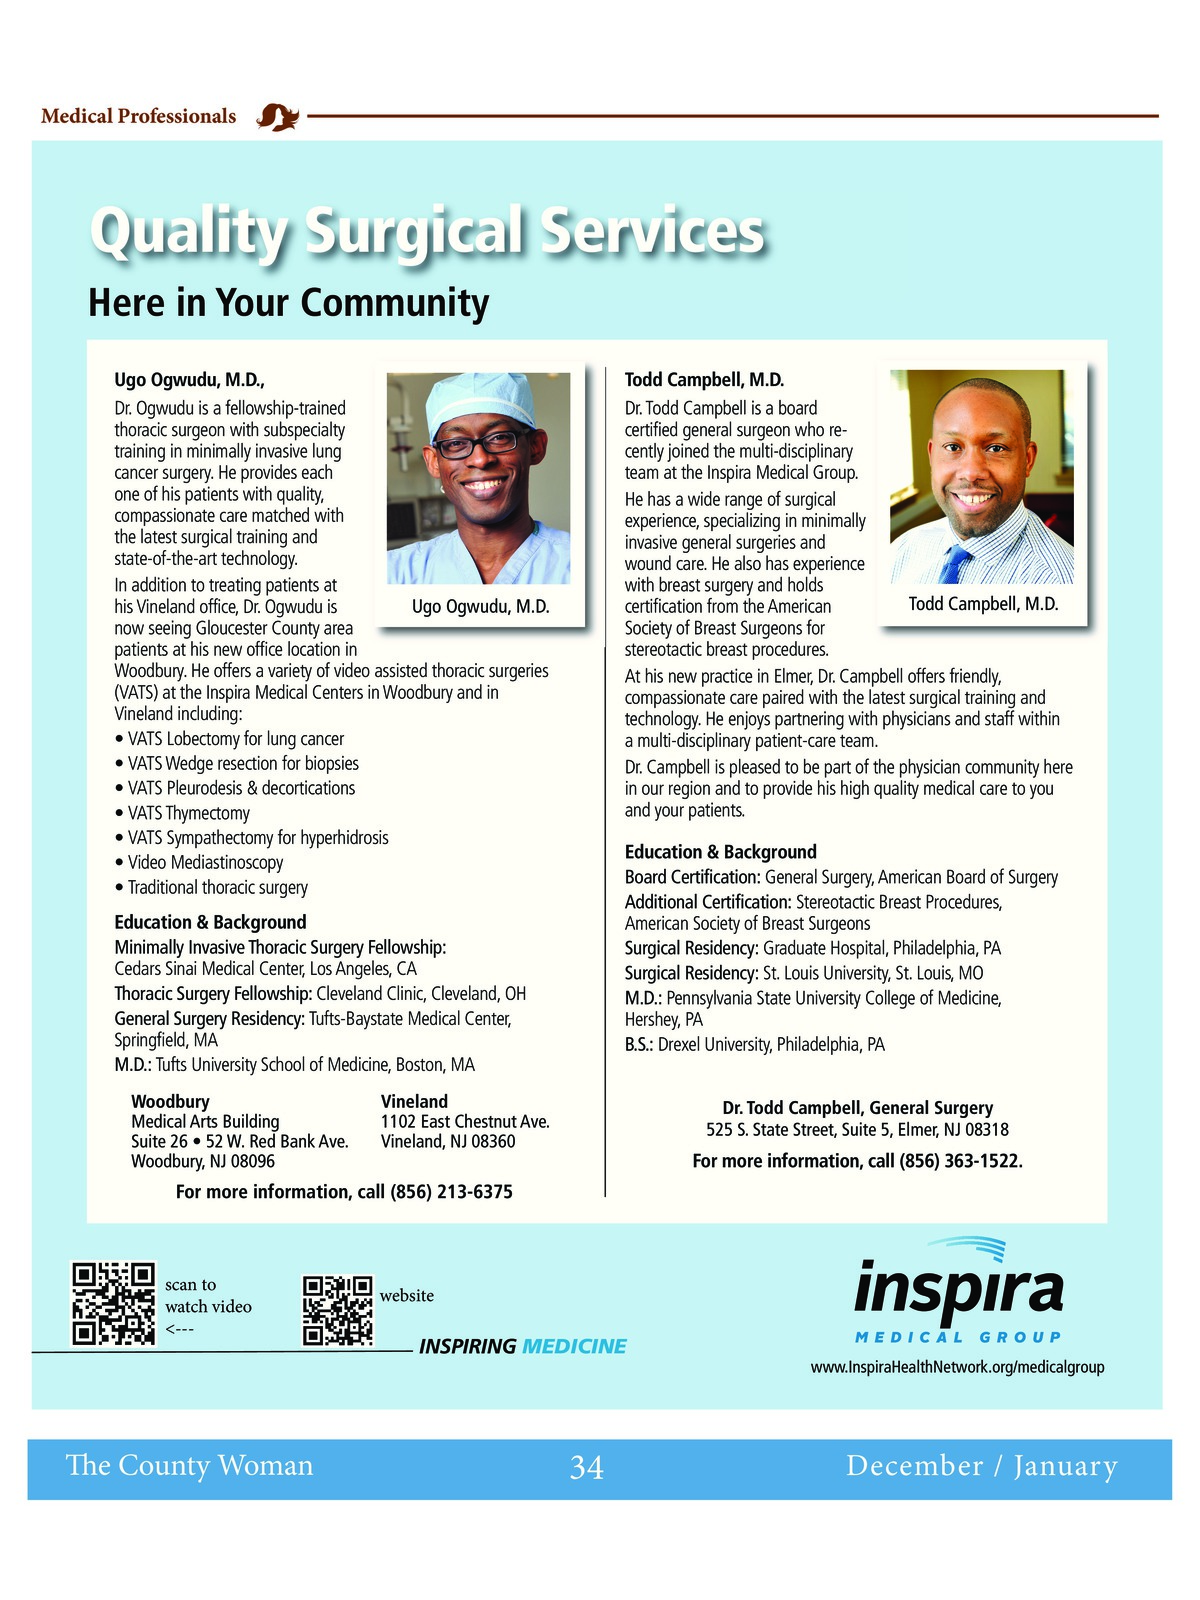 Medical Professionals
Quality Surgical Services
Here in Your Community
Ugo Ogwudu, M.D.,
Dr. Ogwudu is a fellowship-trained
thoracic surgeon with subspecialty
training in minimally invasive lung
cancer surgery. He provides each
one of his patients with quality,
compassionate care matched with
the latest surgical training and
state-of-the-art technology.
In addition to treating patients at
his Vineland office, Dr. Ogwudu is
now seeing Gloucester County area
patients at his new office location in
Woodbury. He offers a variety of video assisted thoracic surgeries
(VATS) at the Inspira Medical Centers in Woodbury and in
Vineland including:
• VATS Lobectomy for lung cancer
• VATS Wedge resection for biopsies
• VATS Pleurodesis & decortications
• VATS Thymectomy
• VATS Sympathectomy for hyperhidrosis
• Video Mediastinoscopy
• Traditional thoracic surgery
Education & Background
Minimally Invasive Thoracic Surgery Fellowship:
Cedars Sinai Medical Center, Los Angeles, CA
Thoracic Surgery Fellowship: Cleveland Clinic, Cleveland, OH
General Surgery Residency: Tufts-Baystate Medical Center,
Springfield, MA
M.D.: Tufts University School of Medicine, Boston, MA
Woodbury
Medical Arts Building
Suite 26 • 52 W. Red Bank Ave.
Woodbury, NJ 08096
Vineland
1102 East Chestnut Ave.
Vineland, NJ 08360
For more information, call (856) 213-6375
Ugo Ogwudu, M.D.
Todd Campbell, M.D.
Dr. Todd Campbell is a board
certified general surgeon who re-
cently joined the multi-disciplinary
team at the Inspira Medical Group.
He has a wide range of surgical
experience, specializing in minimally
invasive general surgeries and
wound care. He also has experience
with breast surgery and holds
certification from the American
Society of Breast Surgeons for
stereotactic breast procedures.
At his new practice in Elmer, Dr. Campbell offers friendly,
compassionate care paired with the latest surgical training and
technology. He enjoys partnering with physicians and staff within
a multi-disciplinary patient-care team.
Dr. Campbell is pleased to be part of the physician community here
in our region and to provide his high quality medical care to you
and your patients.
Education & Background
Board Certification: General Surgery, American Board of Surgery
Additional Certification: Stereotactic Breast Procedures,
American Society of Breast Surgeons
Surgical Residency: Graduate Hospital, Philadelphia, PA
Surgical Residency: St. Louis University, St. Louis, MO
M.D.: Pennsylvania State University College of Medicine,
Hershey, PA
B.S.: Drexel University, Philadelphia, PA
Dr. Todd Campbell, General Surgery
525 S. State Street, Suite 5, Elmer, NJ 08318
For more information, call (856) 363-1522.
Todd Campbell, M.D.
scan to
watch video
<---
website
INSPIRING MEDICINE
inspira
MEDICAL GROUP
www.InspiraHealthNetwork.org/medicalgroup
The County Woman
34
December / January